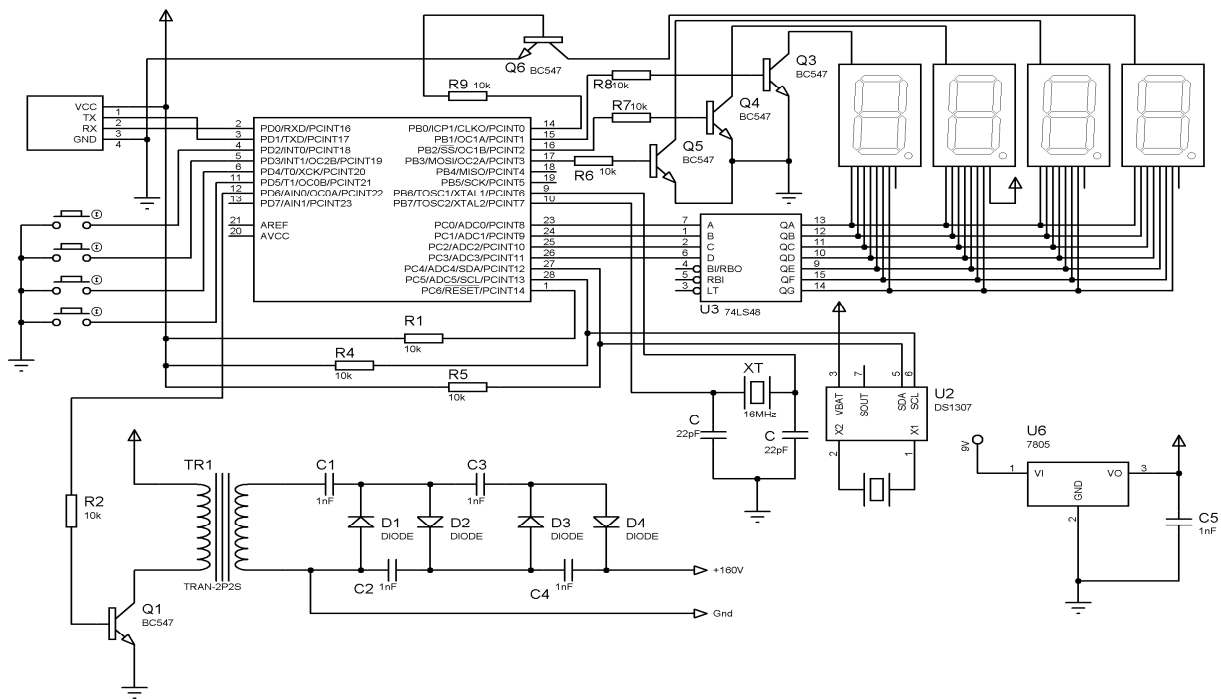 Q6 BC547
R9 10k
R8 10k
Q3
BC547
R7 10k
Q4
BC547
Q5
BC547
R6 10k
VCC
TX
RX
GND
1
2
3
4
2 PD0/RXD/PCINT16
3 PD1/TXD/PCINT17
4 PD2/INT0/PCINT18
5 PD3/INT1/OC2B/PCINT19
6 PD4/T0/XCK/PCINT20
11 PD5/T1/OC0B/PCINT21
12 PD6/AIN0/OC0A/PCINT22
13 PD7/AIN1/PCINT23
21 AREF
20 AVCC
PB0/ICP1/CLKO/PCINT0 14
PB1/OC1A/PCINT1 15
PB2/SS/OC1B/PCINT2 16
PB3/MOSI/OC2A/PCINT3 17
PB4/MISO/PCINT4 18
PB5/SCK/PCINT5 19
PB6/TOSC1/XTAL1/PCINT6 9
PB7/TOSC2/XTAL2/PCINT7 10
PC0/ADC0/PCINT8 23
PC1/ADC1/PCINT9 24
PC2/ADC2/PCINT10 25
PC3/ADC3/PCINT11 26
PC4/ADC4/SDA/PCINT12 27
PC5/ADC5/SCL/PCINT13 28
PC6/RESET/PCINT14 1
7 A QA 13
1 B QB 12
2 C QC 11
6 D QD 10
4 BI/RBO QE 9
5 RBI QF 15
3 LT QG 14
U3 74LS48
R1
10k
R4
10k
R5
10k
XT
16MHz
C
22pF
C
22pF
3 7 5 6
VBAT SOUT SDA SCL
X2 X1
2 1
U2
DS1307
U6
7805
9V
1 VI VO 3
GND
2
C5
1nF
R2
10k
TR1
TRAN-2P2S
C1
1nF
C3
1nF
D1
DIODE
D2
DIODE
D3
DIODE
D4
DIODE
C2 1nF
C4 1nF
+160V
Gnd
Q1
BC547